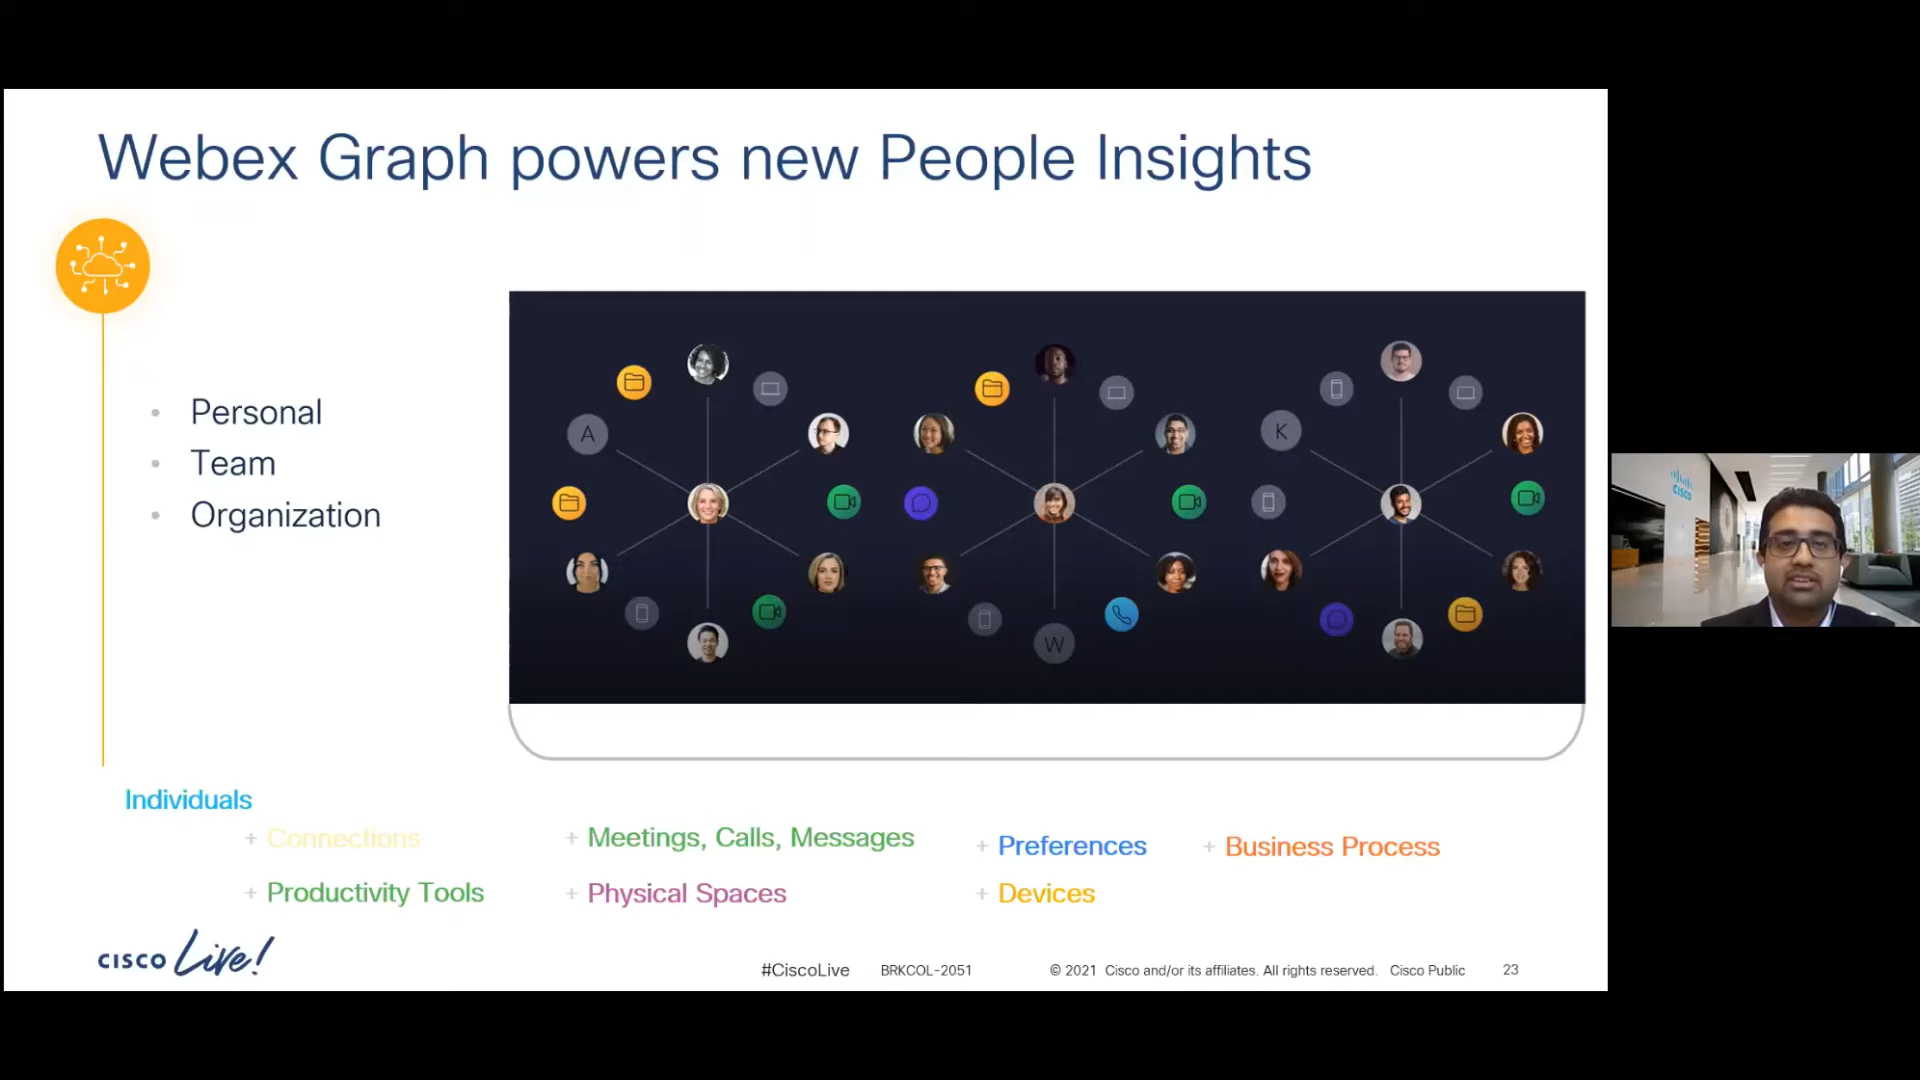 Webex Graph powers new People Insights
• Personal
• Team
• Organization
A
K
W
CISCO
Individuals
+ Connections
+ Meetings, Calls, Messages
+ Preferences
+ Business Process
+ Productivity Tools
+ Physical Spaces
+ Devices
CISCO Live!
#CiscoLive BRKCOL-2051 © 2021 Cisco and/or its affiliates. All rights reserved. Cisco Public 23